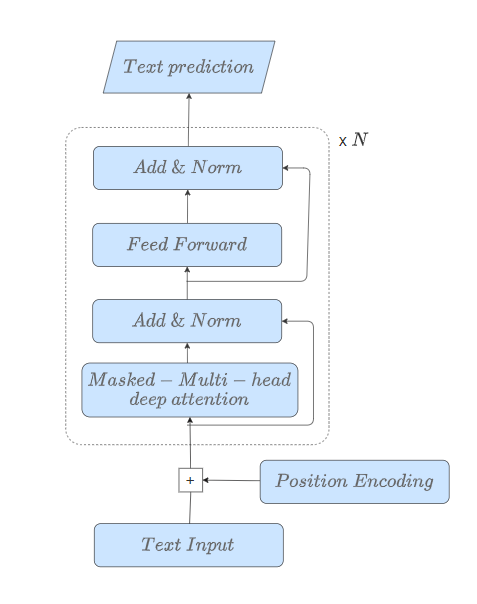 Text prediction
x N
Add & Norm
Feed Forward
Add & Norm
Masked – Multi – head
deep attention
+
Position Encoding
Text Input